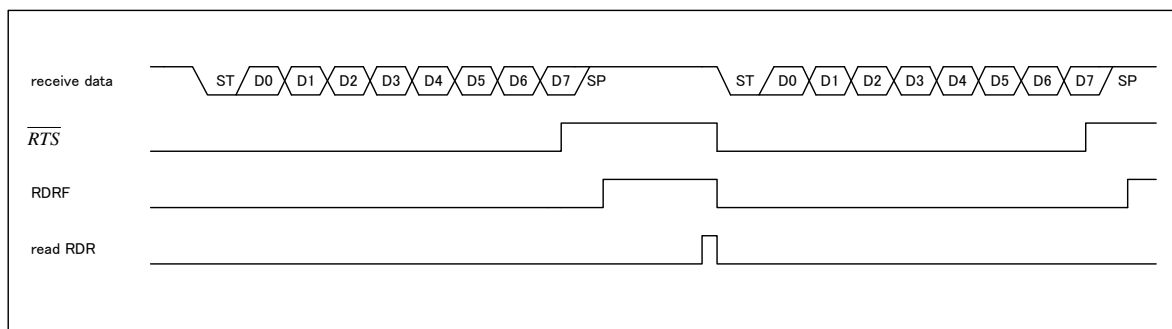 receive data ST D0 D1 D2 D3 D4 D5 D6 D7 SP ST D0 D1 D2 D3 D4 D5 D6 D7 SP
RTS
RDRF
read RDR